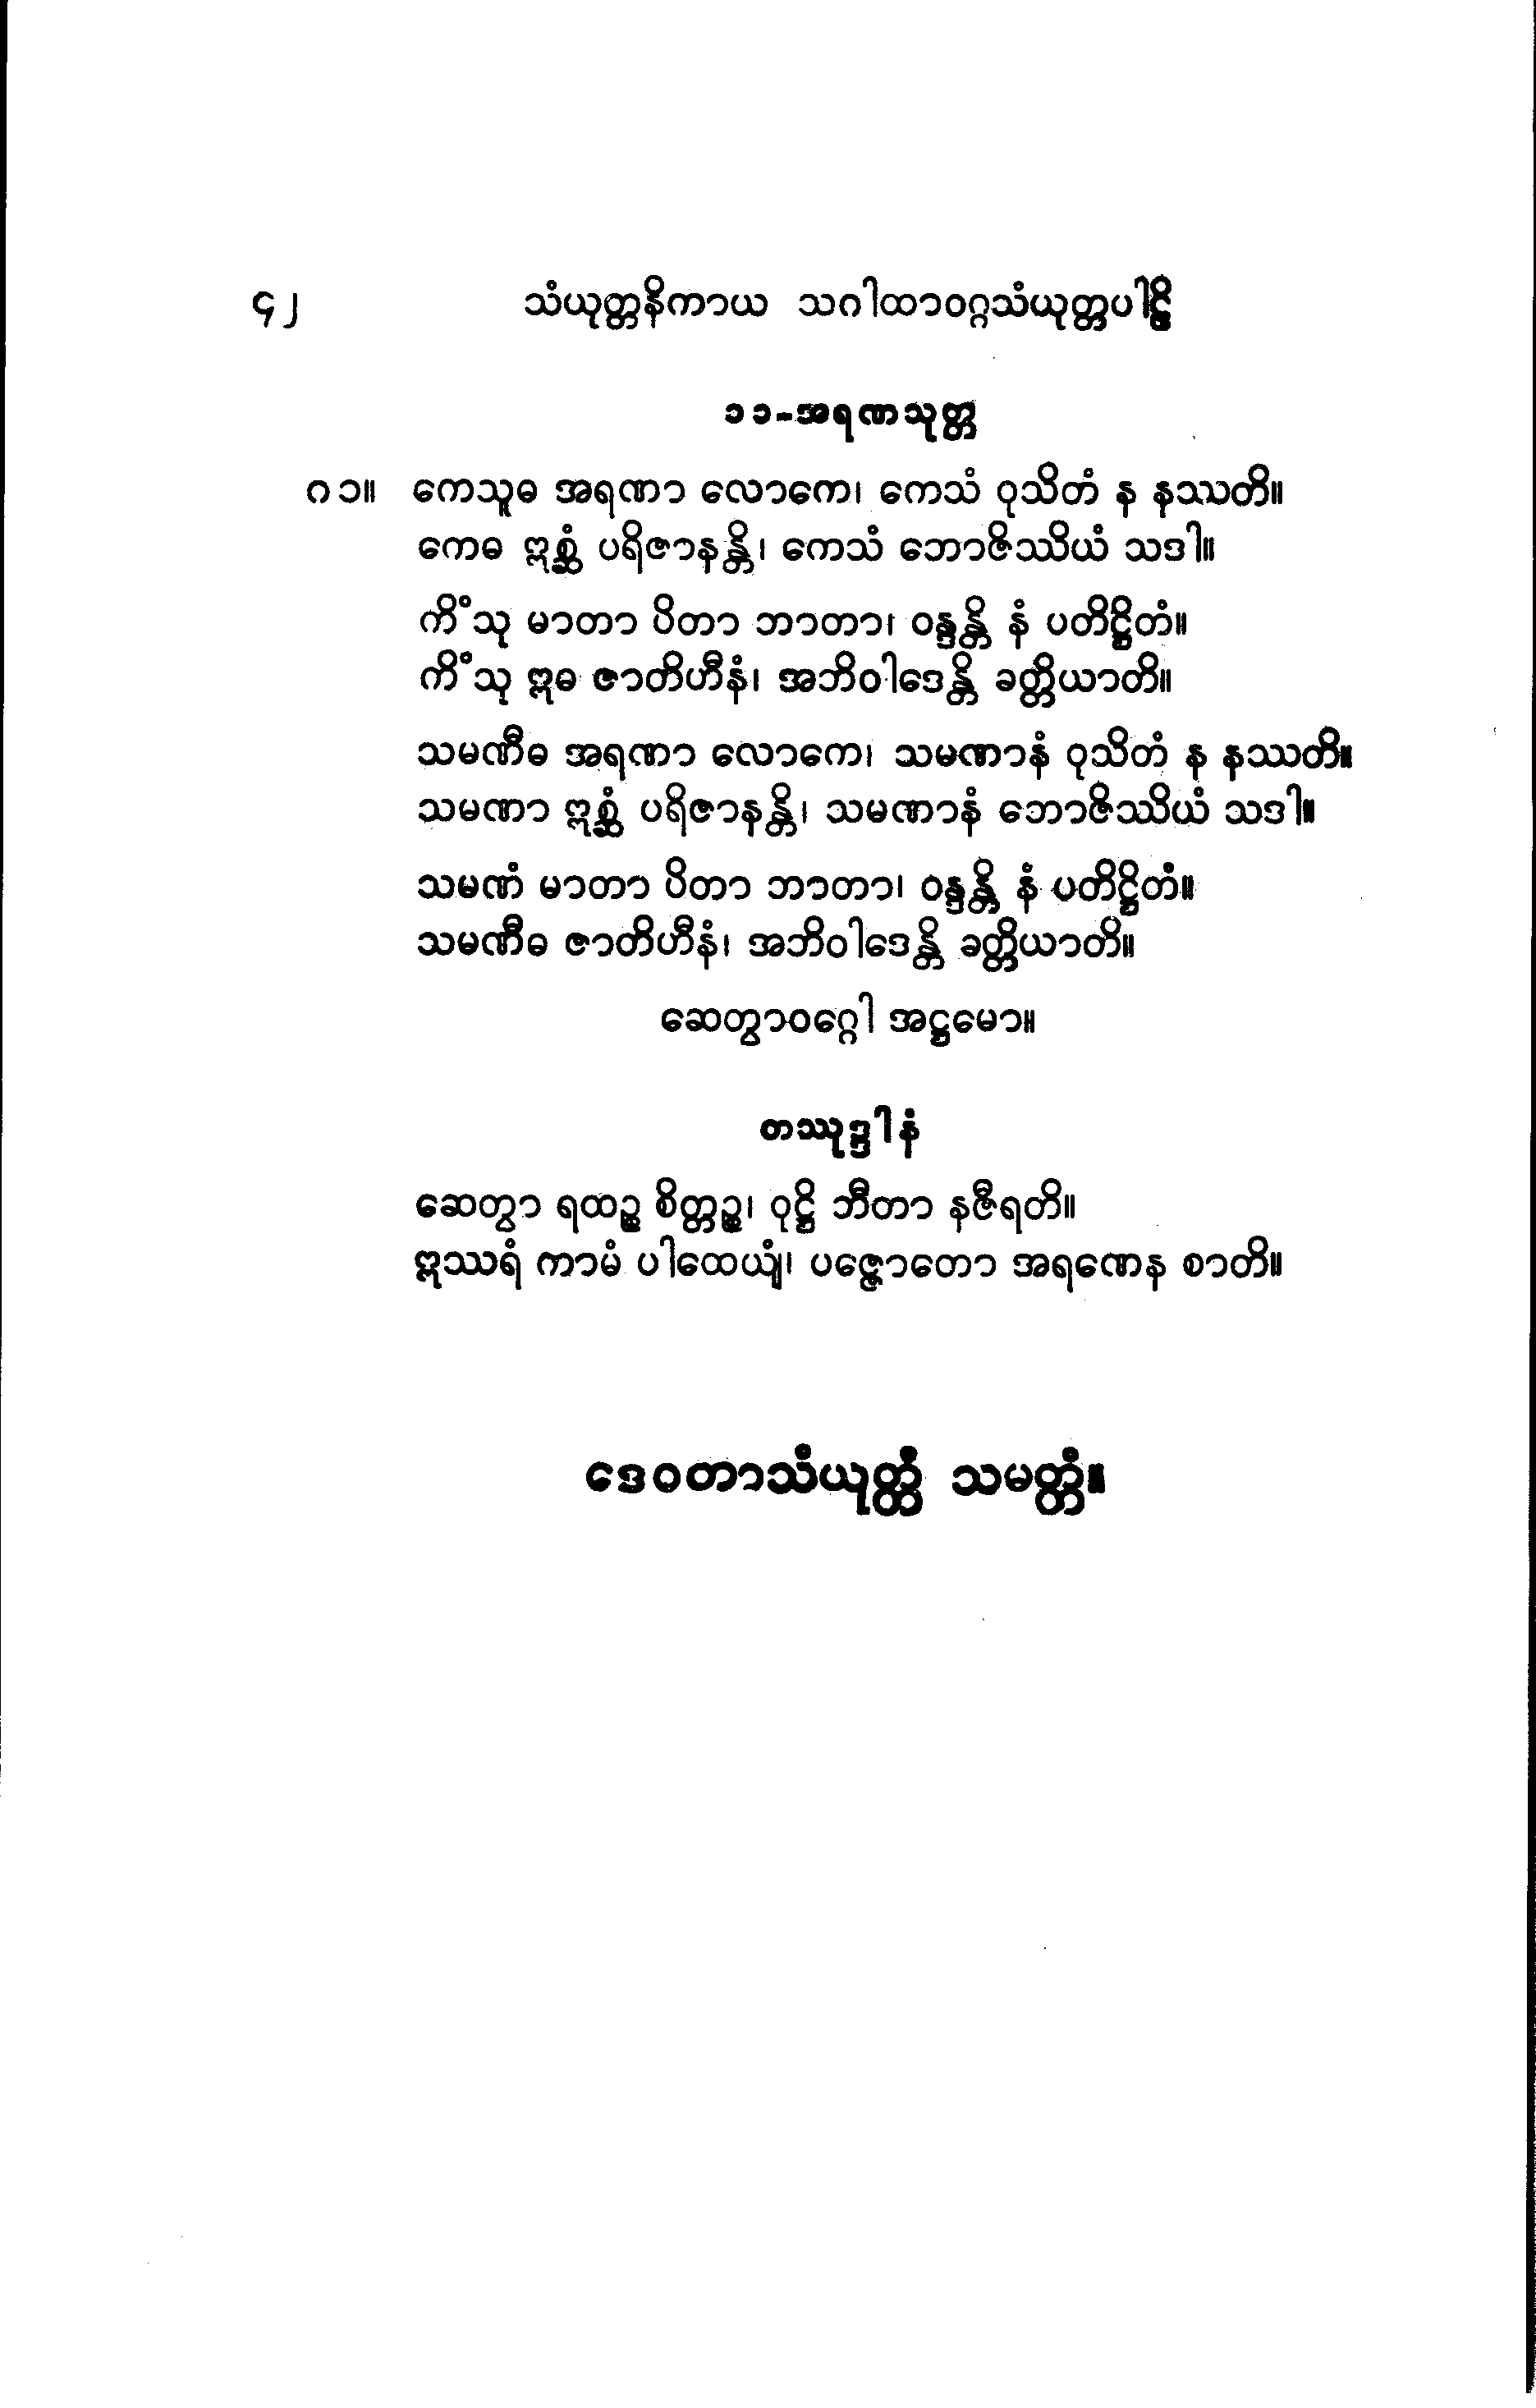 ၄၂ သံယုတ္တနိကာယ သဂါထာဝဂ္ဂသံယုတ္တပါဠိ
၁၁-အရဏသုတ္တ
၈၁။ ကေသူဓ အရဏာ လောကေ၊ ကေသံ ဝုသိတံ န နဿတိ။
ကေဓ ဣစ္ဆံ ပရိဇာနန္တိ၊ ကေသံ ဘောဇိဿိယံ သဒါ။
ကိံသု မာတာ ပိတာ ဘာတာ၊ ဝန္ဒန္တိ နံ ပတိဋ္ဌိတံ။
ကိံသု ဣဓ ဇာတိဟီနံ၊ အဘိဝါဒေန္တိ ခတ္တိယာတိ။
သမဏီဓ အရဏာ လောကေ၊ သမဏာနံ ဝုသိတံ န နဿတိ။
သမဏာ ဣစ္ဆံ ပရိဇာနန္တိ၊ သမဏာနံ ဘောဇိဿိယံ သဒါ။
သမဏံ မာတာ ပိတာ ဘာတာ၊ ဝန္ဒန္တိ နံ ပတိဋ္ဌိတံ။
သမဏီဓ ဇာတိဟီနံ၊ အဘိဝါဒေန္တိ ခတ္တိယာတိ။
ဆေတွာဝဂ္ဂေါ အဋ္ဌမော။
တဿုဒ္ဒါနံ
ဆေတွာ ရထဉ္စ စိတ္တဉ္စ၊ ဝုဋ္ဌိ ဘီတာ နဇီရတိ။
ဣဿရံ ကာမံ ပါထေယျံ၊ ပဇ္ဇောတော အရဏေန စာတိ။
ဒေဝတာသံယုတ္တံ သမတ္တံ။